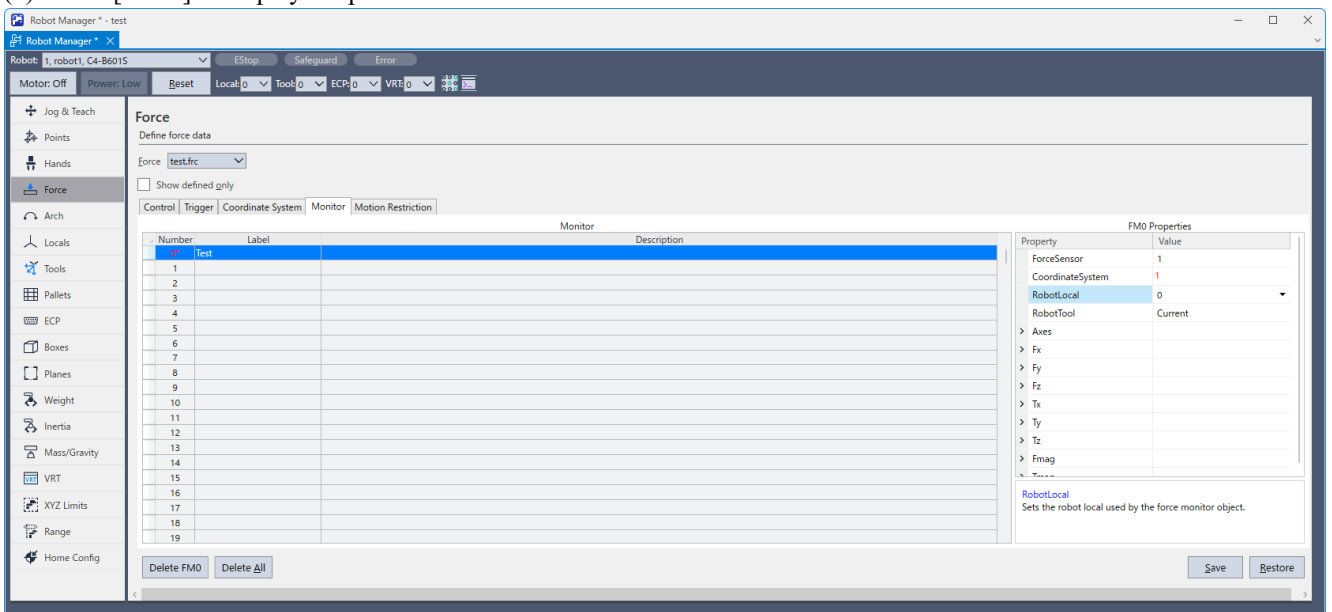 Robot Manager * - test
Robot Manager *
Robot: 1, robot1, C4-B601S EStop Safeguard Error
Motor: Off Power: Low Reset Local: 0 Tool: 0 ECP: 0 VRT: 0
Jog & Teach
Points
Hands
Force
Arch
Locals
Tools
Pallets
ECP
Boxes
Planes
Weight
Inertia
Mass/Gravity
VRT
XYZ Limits
Range
Home Config
Force
Define force data
Force test.frc
Show defined only
Control Trigger Coordinate System Monitor Motion Restriction
Monitor
Number Label Description
0* Test
1
2
3
4
5
6
7
8
9
10
11
12
13
14
15
16
17
18
19
FM0 Properties
Property Value
ForceSensor 1
CoordinateSystem 1
RobotLocal 0
RobotTool Current
Axes
Fx
Fy
Fz
Tx
Ty
Tz
Fmag
RobotLocal
Sets the robot local used by the force monitor object.
Delete FM0 Delete All Save Restore